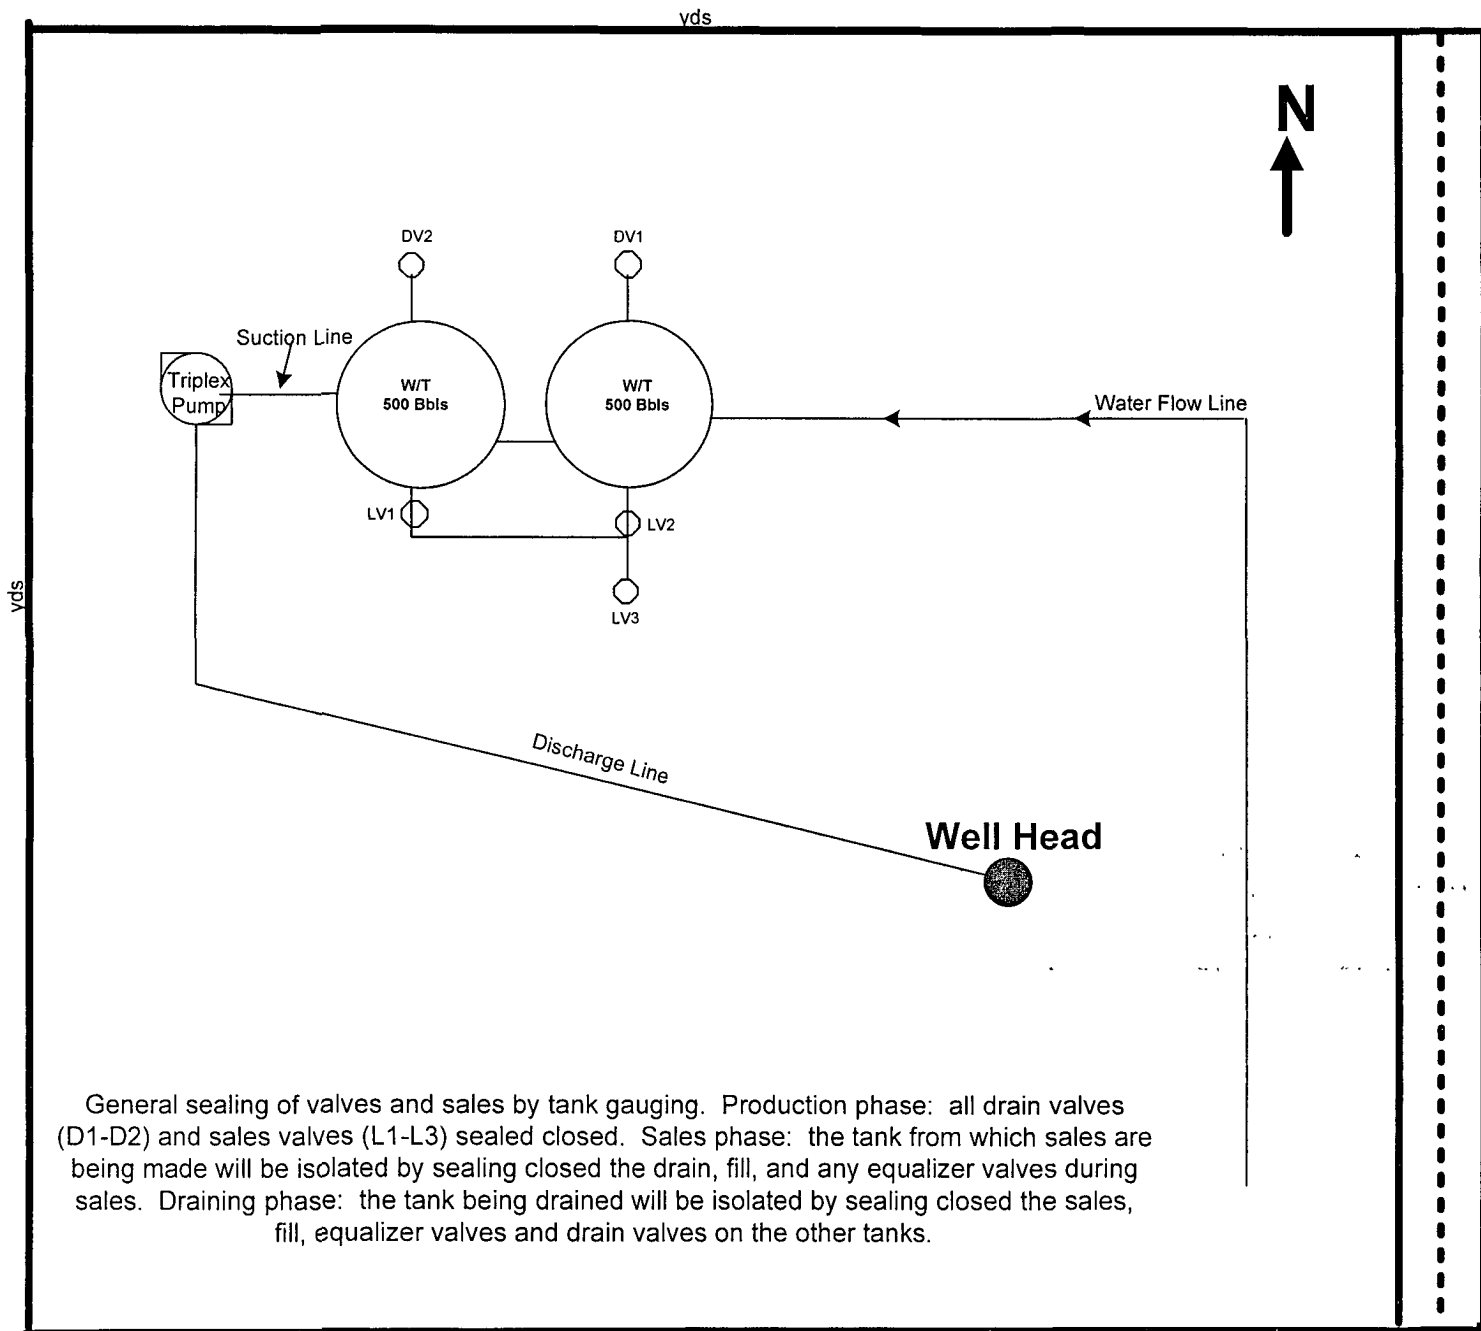 yds
N
DV2
DV1
Suction Line
Triplex
Pump
W/T
500 Bbls
W/T
500 Bbls
Water Flow Line
LV1
LV2
LV3
yds
Discharge Line
Well Head
General sealing of valves and sales by tank gauging. Production phase: all drain valves
(D1-D2) and sales valves (L1-L3) sealed closed. Sales phase: the tank from which sales are
being made will be isolated by sealing closed the drain, fill, and any equalizer valves during
sales. Draining phase: the tank being drained will be isolated by sealing closed the sales,
fill, equalizer valves and drain valves on the other tanks.